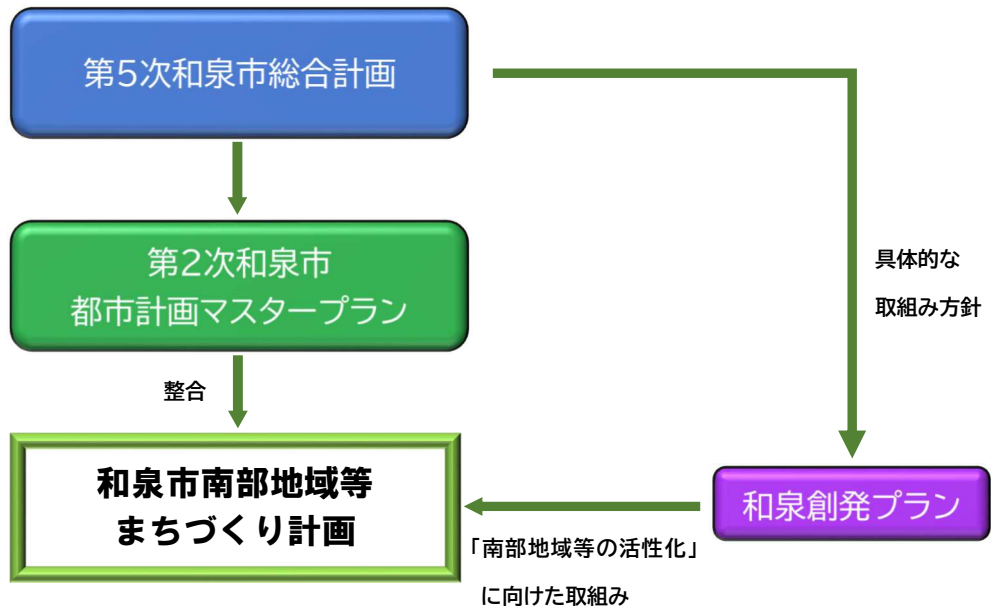 第5次和泉市総合計画
第2次和泉市
都市計画マスタープラン
具体的な
取組み方針
整合
和泉市南部地域等
まちづくり計画
和泉創発プラン
「南部地域等の活性化」
に向けた取組み